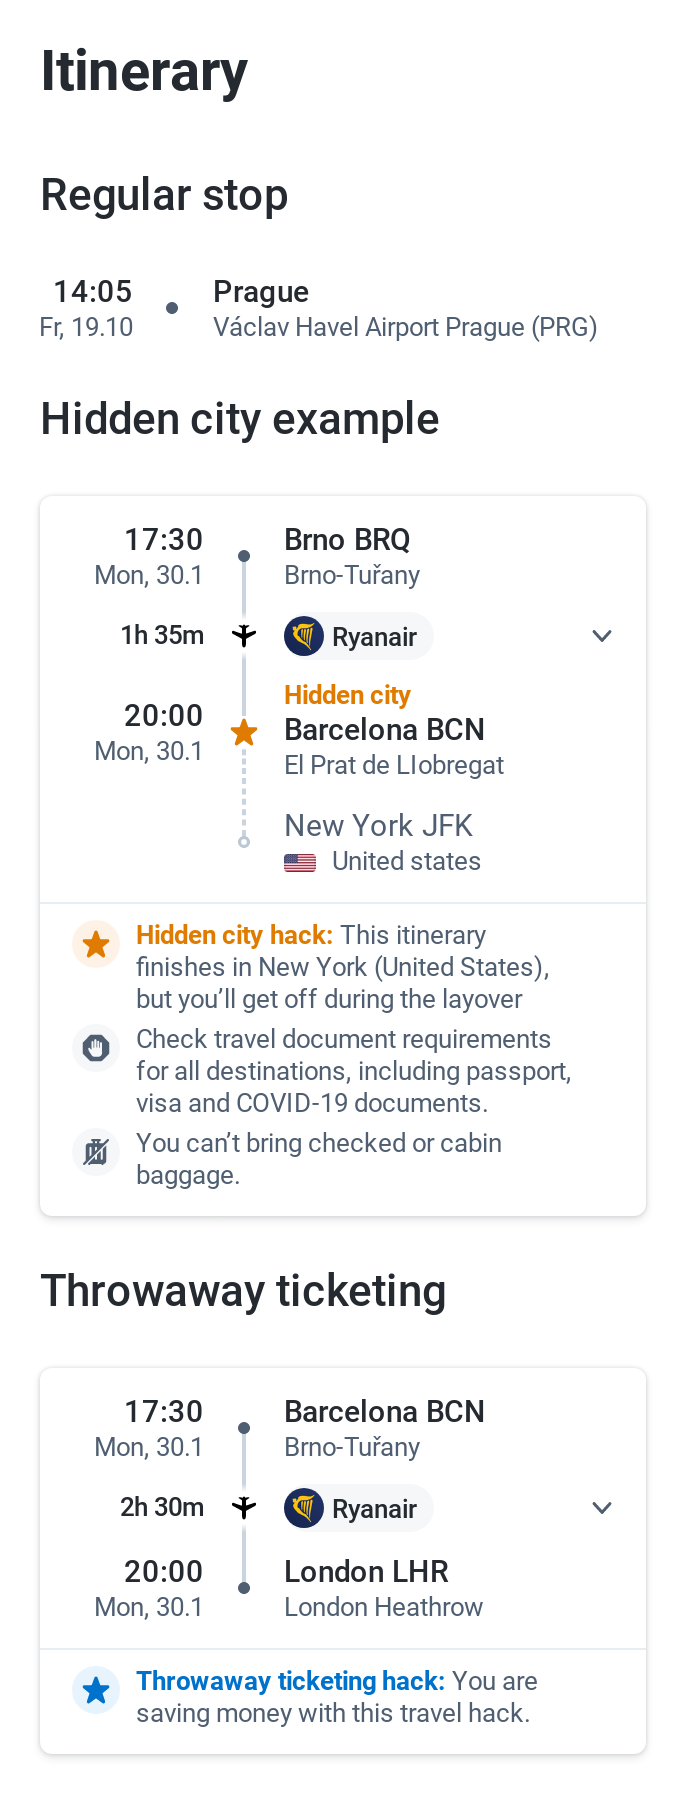 Itinerary
Regular stop
14:05
Prague
Fr, 19.10
Václav Havel Airport Prague (PRG)
Hidden city example
17:30
Brno BRQ
Mon, 30.1
Brno-Tuřany
1h 35m
Ryanair
Hidden city
20:00
Barcelona BCN
Mon, 30.1
El Prat de LIobregat
New York JFK
United states
Hidden city hack: This itinerary
finishes in New York (United States),
but you’ll get off during the layover
Check travel document requirements
for all destinations, including passport,
visa and COVID-19 documents.
You can’t bring checked or cabin
baggage.
Throwaway ticketing
17:30
Barcelona BCN
Mon, 30.1
Brno-Tuřany
2h 30m
Ryanair
20:00
London LHR
Mon, 30.1
London Heathrow
Throwaway ticketing hack: You are
saving money with this travel hack.